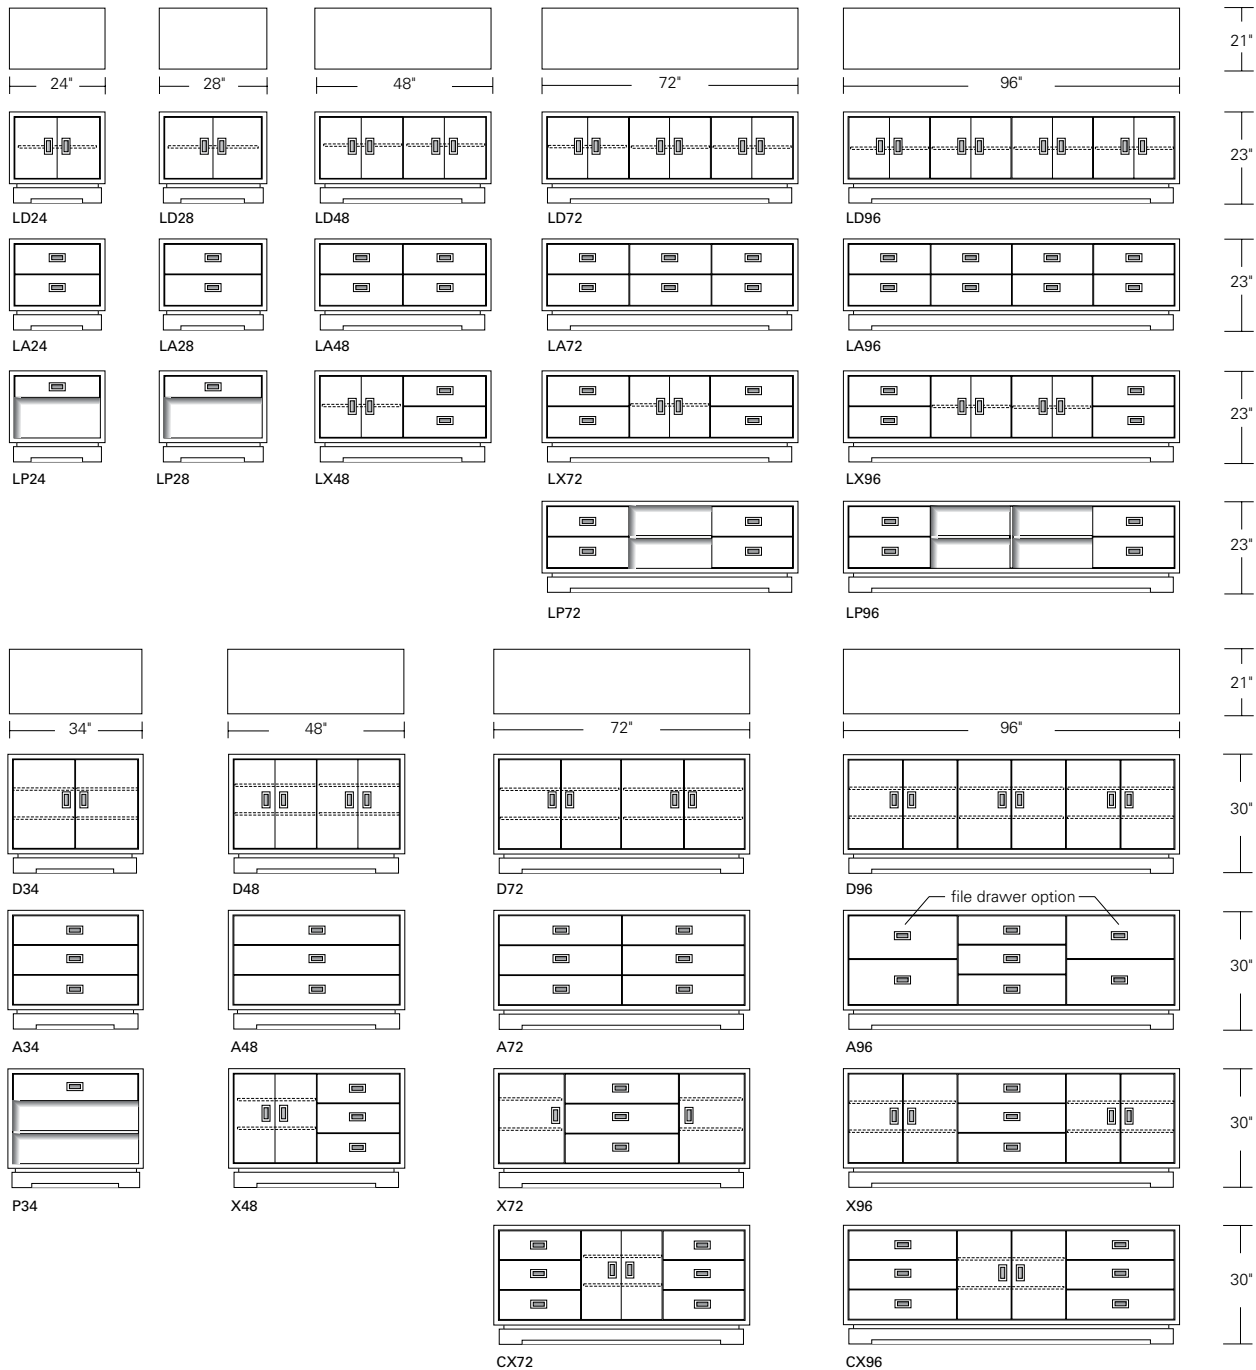 21"
24" 28" 48" 72" 96"
23"
LD24 LD28 LD48 LD72 LD96
23"
LA24 LA28 LA48 LA72 LA96
23"
LP24 LP28 LX48 LX72 LX96
23"
LP72 LP96
21"
34" 48" 72" 96"
30"
D34 D48 D72 D96
file drawer option
30"
A34 A48 A72 A96
30"
P34 X48 X72 X96
30"
CX72 CX96